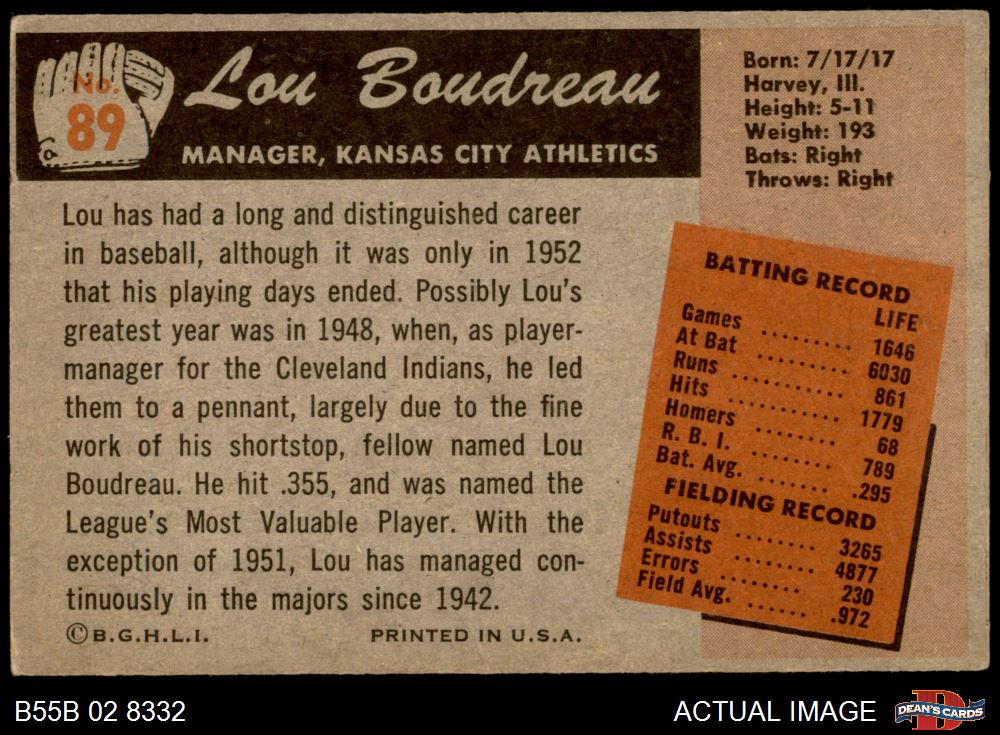 No.
89
Lou Boudreau
MANAGER, KANSAS CITY ATHLETICS
Born: 7/17/17
Harvey, Ill.
Height: 5-11
Weight: 193
Bats: Right
Throws: Right
Lou has had a long and distinguished career
in baseball, although it was only in 1952
that his playing days ended. Possibly Lou's
greatest year was in 1948, when, as player-
manager for the Cleveland Indians, he led
them to a pennant, largely due to the fine
work of his shortstop, fellow named Lou
Boudreau. He hit .355, and was named the
League's Most Valuable Player. With the
exception of 1951, Lou has managed con-
tinuously in the majors since 1942.
©B.G.H.L.I. PRINTED IN U.S.A.
BATTING RECORD
LIFE
Games ......... 1646
At Bat ......... 6030
Runs ........... 861
Hits ........... 1779
Homers ........ 68
R. B. I. ........ 789
Bat. Avg. ....... .295
FIELDING RECORD
Putouts ........ 3265
Assists ........ 4877
Errors ........ 230
Field Avg. ...... .972
B55B 02 8332
ACTUAL IMAGE
DEAN'S CARDS